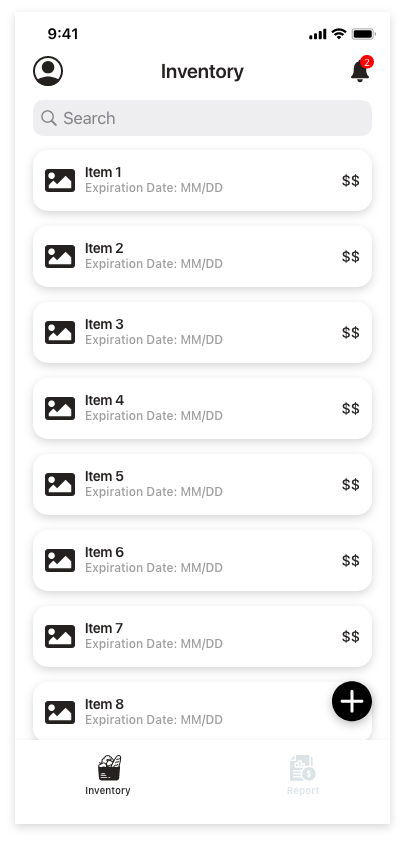 9:41
Inventory
2
Search
Item 1
Expiration Date: MM/DD
$$
Item 2
Expiration Date: MM/DD
$$
Item 3
Expiration Date: MM/DD
$$
Item 4
Expiration Date: MM/DD
$$
Item 5
Expiration Date: MM/DD
$$
Item 6
Expiration Date: MM/DD
$$
Item 7
Expiration Date: MM/DD
$$
Item 8
Expiration Date: MM/DD
$
Inventory
Report